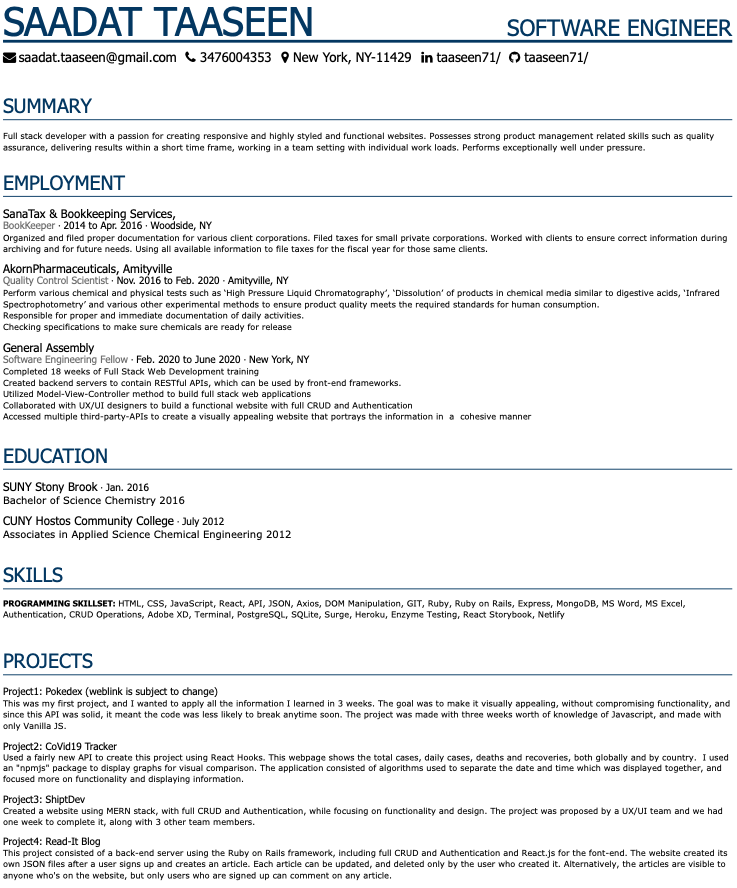 SAADAT TAASEEN
SOFTWARE ENGINEER
saadat.taaseen@gmail.com 3476004353 New York, NY-11429 taaseen71/ taaseen71/
SUMMARY
Full stack developer with a passion for creating responsive and highly styled and functional websites. Possesses strong product management related skills such as quality
assurance, delivering results within a short time frame, working in a team setting with individual work loads. Performs exceptionally well under pressure.
EMPLOYMENT
SanaTax & Bookkeeping Services,
BookKeeper · 2014 to Apr. 2016 · Woodside, NY
Organized and filed proper documentation for various client corporations. Filed taxes for small private corporations. Worked with clients to ensure correct information during
archiving and for future needs. Using all available information to file taxes for the fiscal year for those same clients.
AkornPharmaceuticals, Amityville
Quality Control Scientist · Nov. 2016 to Feb. 2020 · Amityville, NY
Perform various chemical and physical tests such as ‘High Pressure Liquid Chromatography’, ‘Dissolution’ of products in chemical media similar to digestive acids, ‘Infrared
Spectrophotometry’ and various other experimental methods to ensure product quality meets the required standards for human consumption.
Responsible for proper and immediate documentation of daily activities.
Checking specifications to make sure chemicals are ready for release
General Assembly
Software Engineering Fellow · Feb. 2020 to June 2020 · New York, NY
Completed 18 weeks of Full Stack Web Development training
Created backend servers to contain RESTful APIs, which can be used by front-end frameworks.
Utilized Model-View-Controller method to build full stack web applications
Collaborated with UX/UI designers to build a functional website with full CRUD and Authentication
Accessed multiple third-party-APIs to create a visually appealing website that portrays the information in a cohesive manner
EDUCATION
SUNY Stony Brook · Jan. 2016
Bachelor of Science Chemistry 2016
CUNY Hostos Community College · July 2012
Associates in Applied Science Chemical Engineering 2012
SKILLS
PROGRAMMING SKILLSET: HTML, CSS, JavaScript, React, API, JSON, Axios, DOM Manipulation, GIT, Ruby, Ruby on Rails, Express, MongoDB, MS Word, MS Excel,
Authentication, CRUD Operations, Adobe XD, Terminal, PostgreSQL, SQLite, Surge, Heroku, Enzyme Testing, React Storybook, Netlify
PROJECTS
Project1: Pokedex (weblink is subject to change)
This was my first project, and I wanted to apply all the information I learned in 3 weeks. The goal was to make it visually appealing, without compromising functionality, and
since this API was solid, it meant the code was less likely to break anytime soon. The project was made with three weeks worth of knowledge of Javascript, and made with
only Vanilla JS.
Project2: CoVid19 Tracker
Used a fairly new API to create this project using React Hooks. This webpage shows the total cases, daily cases, deaths and recoveries, both globally and by country. I used
an "npmjs" package to display graphs for visual comparison. The application consisted of algorithms used to separate the date and time which was displayed together, and
focused more on functionality and displaying information.
Project3: ShiptDev
Created a website using MERN stack, with full CRUD and Authentication, while focusing on functionality and design. The project was proposed by a UX/UI team and we had
one week to complete it, along with 3 other team members.
Project4: Read-It Blog
This project consisted of a back-end server using the Ruby on Rails framework, including full CRUD and Authentication and React.js for the font-end. The website created its
own JSON files after a user signs up and creates an article. Each article can be updated, and deleted only by the user who created it. Alternatively, the articles are visible to
anyone who's on the website, but only users who are signed up can comment on any article.